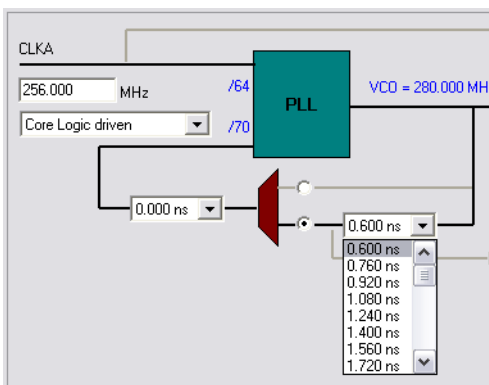 CLKA
256.000 MHz
/64
Core Logic driven
/70
PLL
VCO = 280.000 MH
0.000 ns
0.600 ns
0.600 ns
0.760 ns
0.920 ns
1.080 ns
1.240 ns
1.400 ns
1.560 ns
1.720 ns